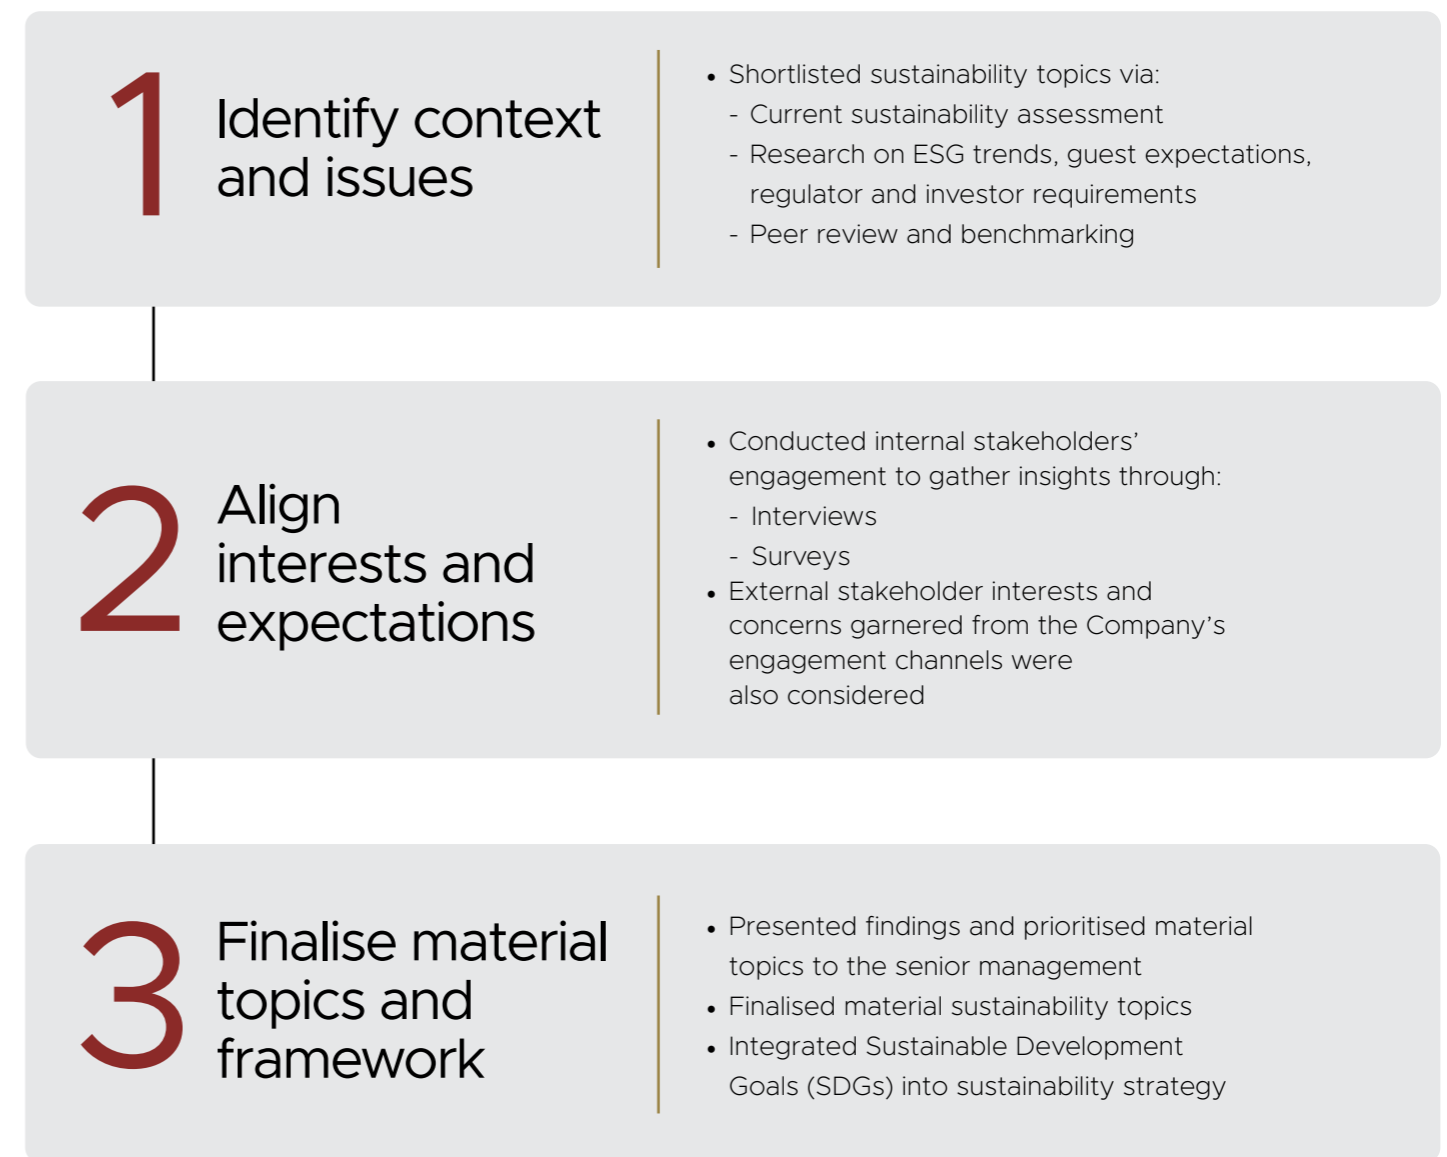 1
Identify context
and issues
• Shortlisted sustainability topics via:
- Current sustainability assessment
- Research on ESG trends, guest expectations,
regulator and investor requirements
- Peer review and benchmarking
2
Align
interests and
expectations
• Conducted internal stakeholders’
engagement to gather insights through:
- Interviews
- Surveys
• External stakeholder interests and
concerns garnered from the Company’s
engagement channels were
also considered
3
Finalise material
topics and
framework
• Presented findings and prioritised material
topics to the senior management
• Finalised material sustainability topics
• Integrated Sustainable Development
Goals (SDGs) into sustainability strategy